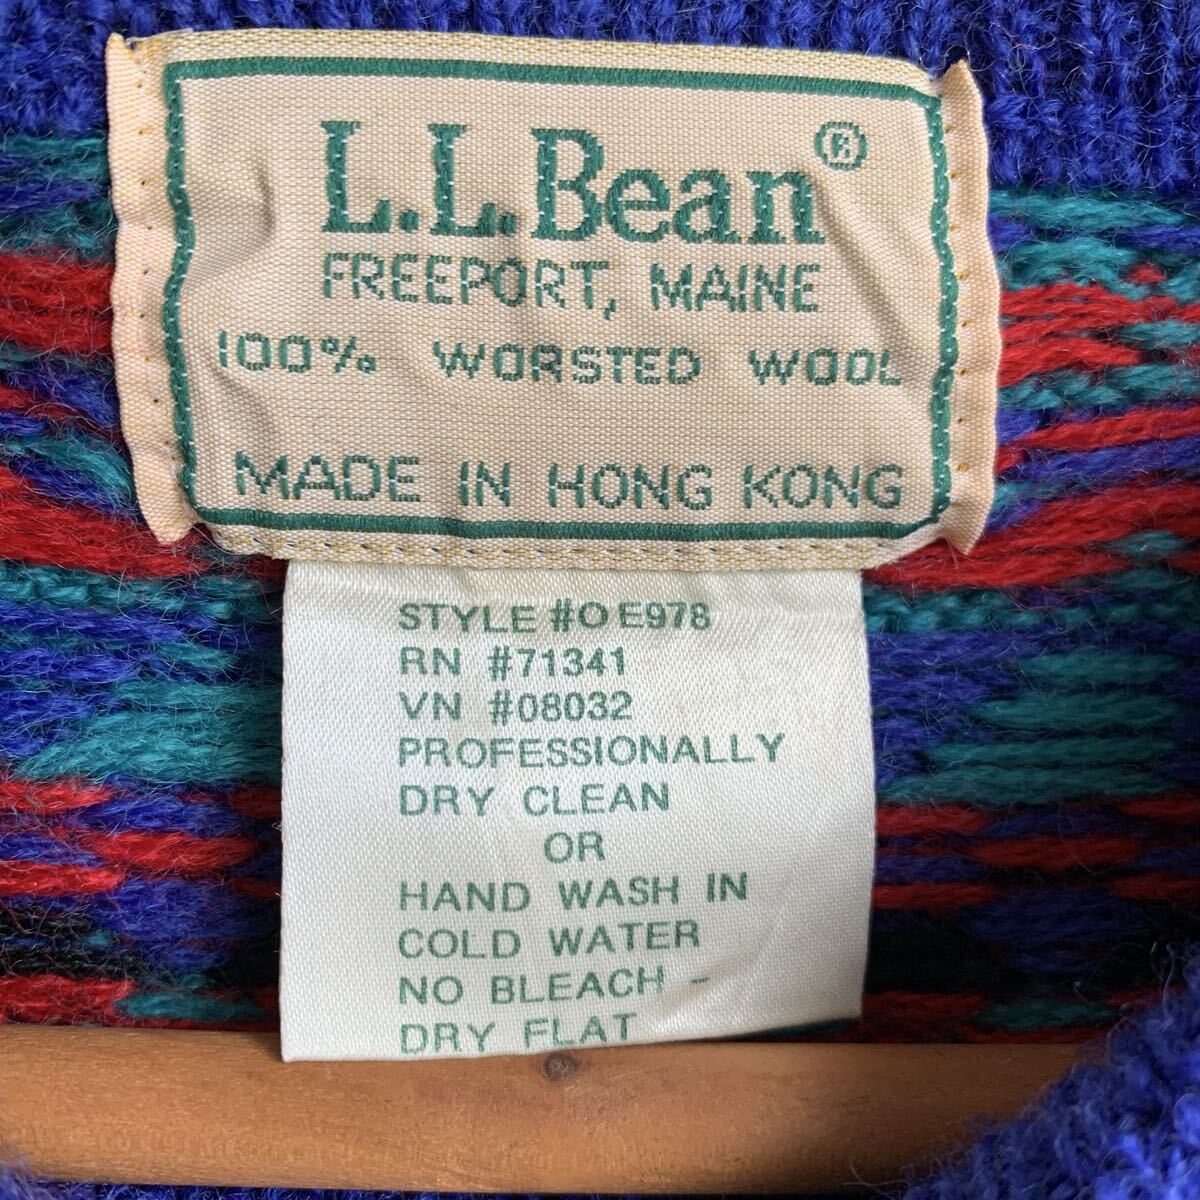 L.L.Bean®
FREEPORT, MAINE
100% WORSTED WOOL
MADE IN HONG KONG
STYLE #O E978
RN #71341
VN #08032
PROFESSIONALLY
DRY CLEAN
OR
HAND WASH IN
COLD WATER
NO BLEACH -
DRY FLAT